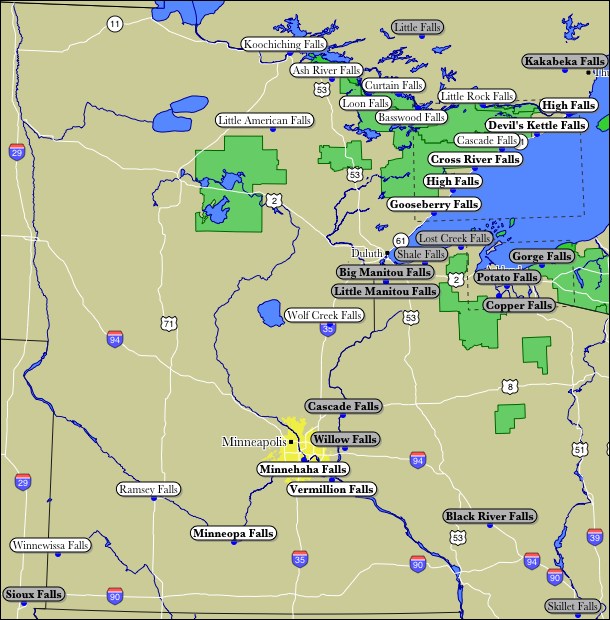 Little Falls
11
Koochiching Falls
Kakabeka Falls
Ash River Falls
53
Curtain Falls
Little Rock Falls
Loon Falls
High Falls
Basswood Falls
Little American Falls
Devil's Kettle Falls
Cascade Falls
29
Cross River Falls
53
High Falls
2
Gooseberry Falls
61
Lost Creek Falls
Duluth
Shale Falls
Gorge Falls
Big Manitou Falls
2
Potato Falls
Little Manitou Falls
Copper Falls
71
Wolf Creek Falls
53
35
94
8
Cascade Falls
Minneapolis
Willow Falls
51
Minnehaha Falls
94
29
Ramsey Falls
Vermillion Falls
Black River Falls
Minneopa Falls
53
39
Winnewissa Falls
35
90
94
90
Sioux Falls
90
Skillet Falls